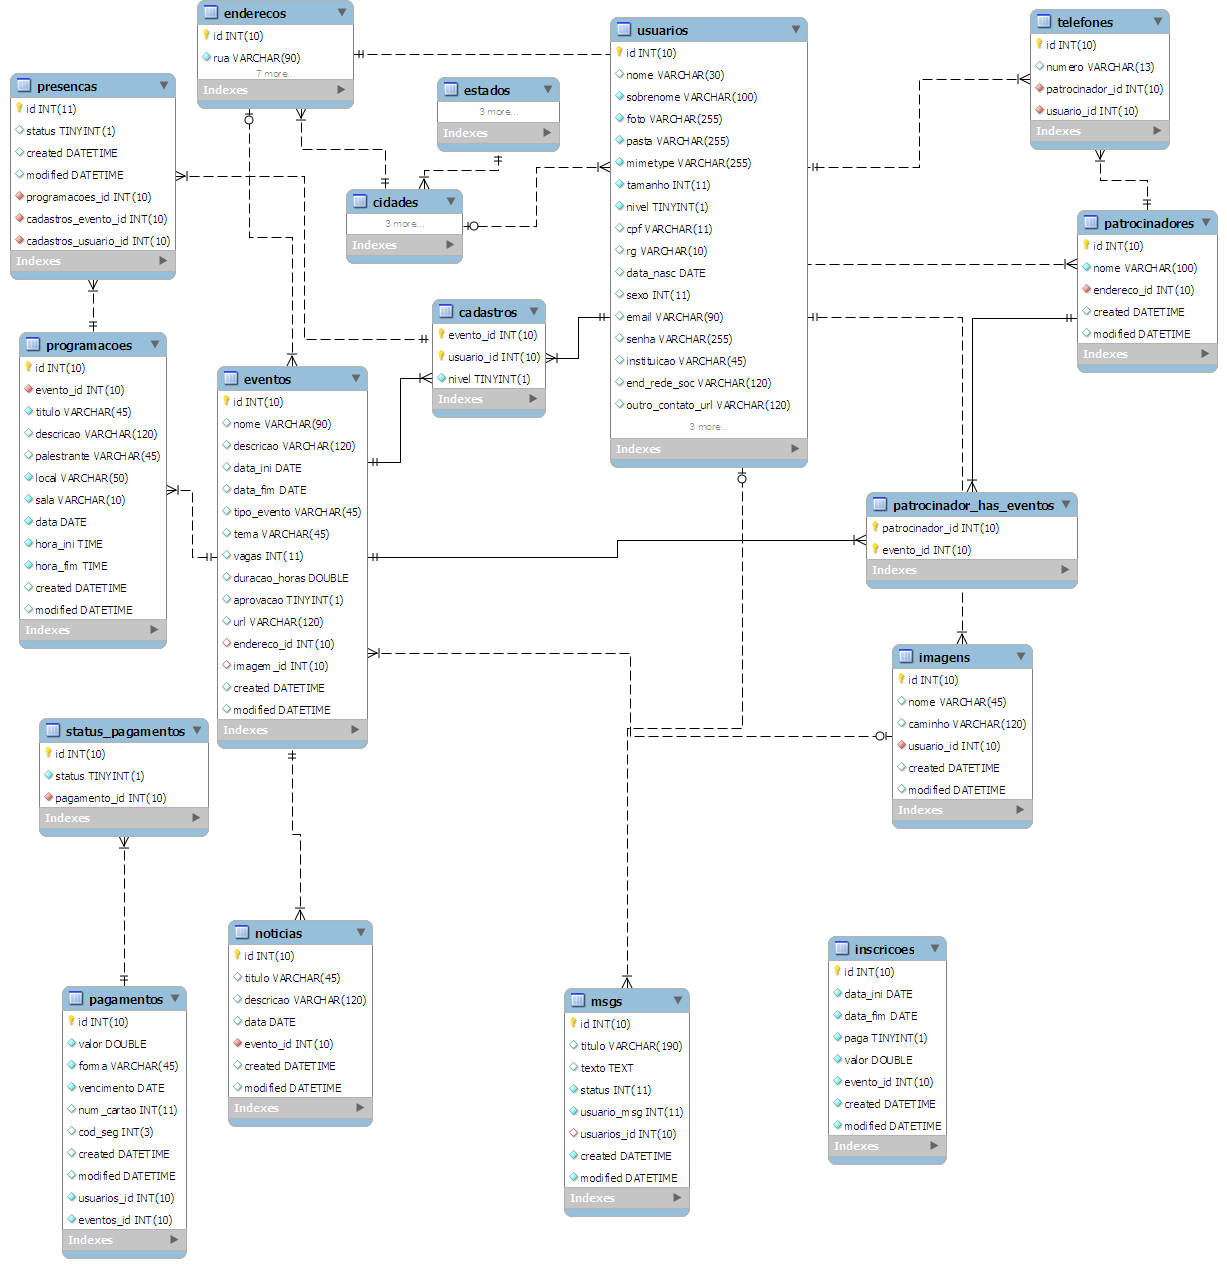 enderecos
id INT(10)
rua VARCHAR(90)
7 more...
Indexes
usuarios
id INT(10)
nome VARCHAR(30)
sobrenome VARCHAR(100)
foto VARCHAR(255)
pasta VARCHAR(255)
mimetype VARCHAR(255)
tamanho INT(11)
nivel TINYINT(1)
cpf VARCHAR(11)
rg VARCHAR(10)
data_nasc DATE
sexo INT(11)
email VARCHAR(90)
senha VARCHAR(255)
instituicao VARCHAR(45)
end_rede_soc VARCHAR(120)
outro_contato_url VARCHAR(120)
3 more...
Indexes
telefones
id INT(10)
numero VARCHAR(13)
patrocinador_id INT(10)
usuario_id INT(10)
Indexes
presencas
id INT(11)
status TINYINT(1)
created DATETIME
modified DATETIME
programacoes_id INT(10)
cadastros_evento_id INT(10)
cadastros_usuario_id INT(10)
Indexes
estados
3 more...
Indexes
cidades
3 more...
Indexes
patrocinadores
id INT(10)
nome VARCHAR(100)
endereco_id INT(10)
created DATETIME
modified DATETIME
Indexes
cadastros
evento_id INT(10)
usuario_id INT(10)
nivel TINYINT(1)
Indexes
programacoes
id INT(10)
evento_id INT(10)
titulo VARCHAR(45)
descricao VARCHAR(120)
palestrante VARCHAR(45)
local VARCHAR(50)
sala VARCHAR(10)
data DATE
hora_ini TIME
hora_fim TIME
created DATETIME
modified DATETIME
Indexes
eventos
id INT(10)
nome VARCHAR(90)
descricao VARCHAR(120)
data_ini DATE
data_fim DATE
tipo_evento VARCHAR(45)
tema VARCHAR(45)
vagas INT(11)
duracao_horas DOUBLE
aprovacao TINYINT(1)
url VARCHAR(120)
endereco_id INT(10)
imagem_id INT(10)
created DATETIME
modified DATETIME
Indexes
patrocinador_has_eventos
patrocinador_id INT(10)
evento_id INT(10)
Indexes
imagens
id INT(10)
nome VARCHAR(45)
caminho VARCHAR(120)
usuario_id INT(10)
created DATETIME
modified DATETIME
Indexes
status_pagamentos
id INT(10)
status TINYINT(1)
pagamento_id INT(10)
Indexes
noticias
id INT(10)
titulo VARCHAR(45)
descricao VARCHAR(120)
data DATE
evento_id INT(10)
created DATETIME
modified DATETIME
Indexes
inscricoes
id INT(10)
data_ini DATE
data_fim DATE
paga TINYINT(1)
valor DOUBLE
evento_id INT(10)
created DATETIME
modified DATETIME
Indexes
pagamentos
id INT(10)
valor DOUBLE
forma VARCHAR(45)
vencimento DATE
num_cartao INT(11)
cod_seg INT(3)
created DATETIME
modified DATETIME
usuarios_id INT(10)
eventos_id INT(10)
Indexes
msgs
id INT(10)
titulo VARCHAR(190)
texto TEXT
status INT(11)
usuario_msg INT(11)
usuarios_id INT(10)
created DATETIME
modified DATETIME
Indexes